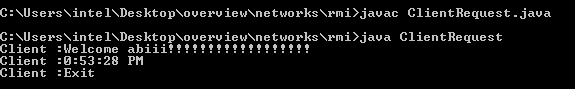 C:\Users\intel\Desktop\overview\networks\rmi>javac ClientRequest.java
C:\Users\intel\Desktop\overview\networks\rmi>java ClientRequest
Client :Welcome abiii!!!!!!!!!!!!!!!!!!
Client :0:53:28 PM
Client :Exit